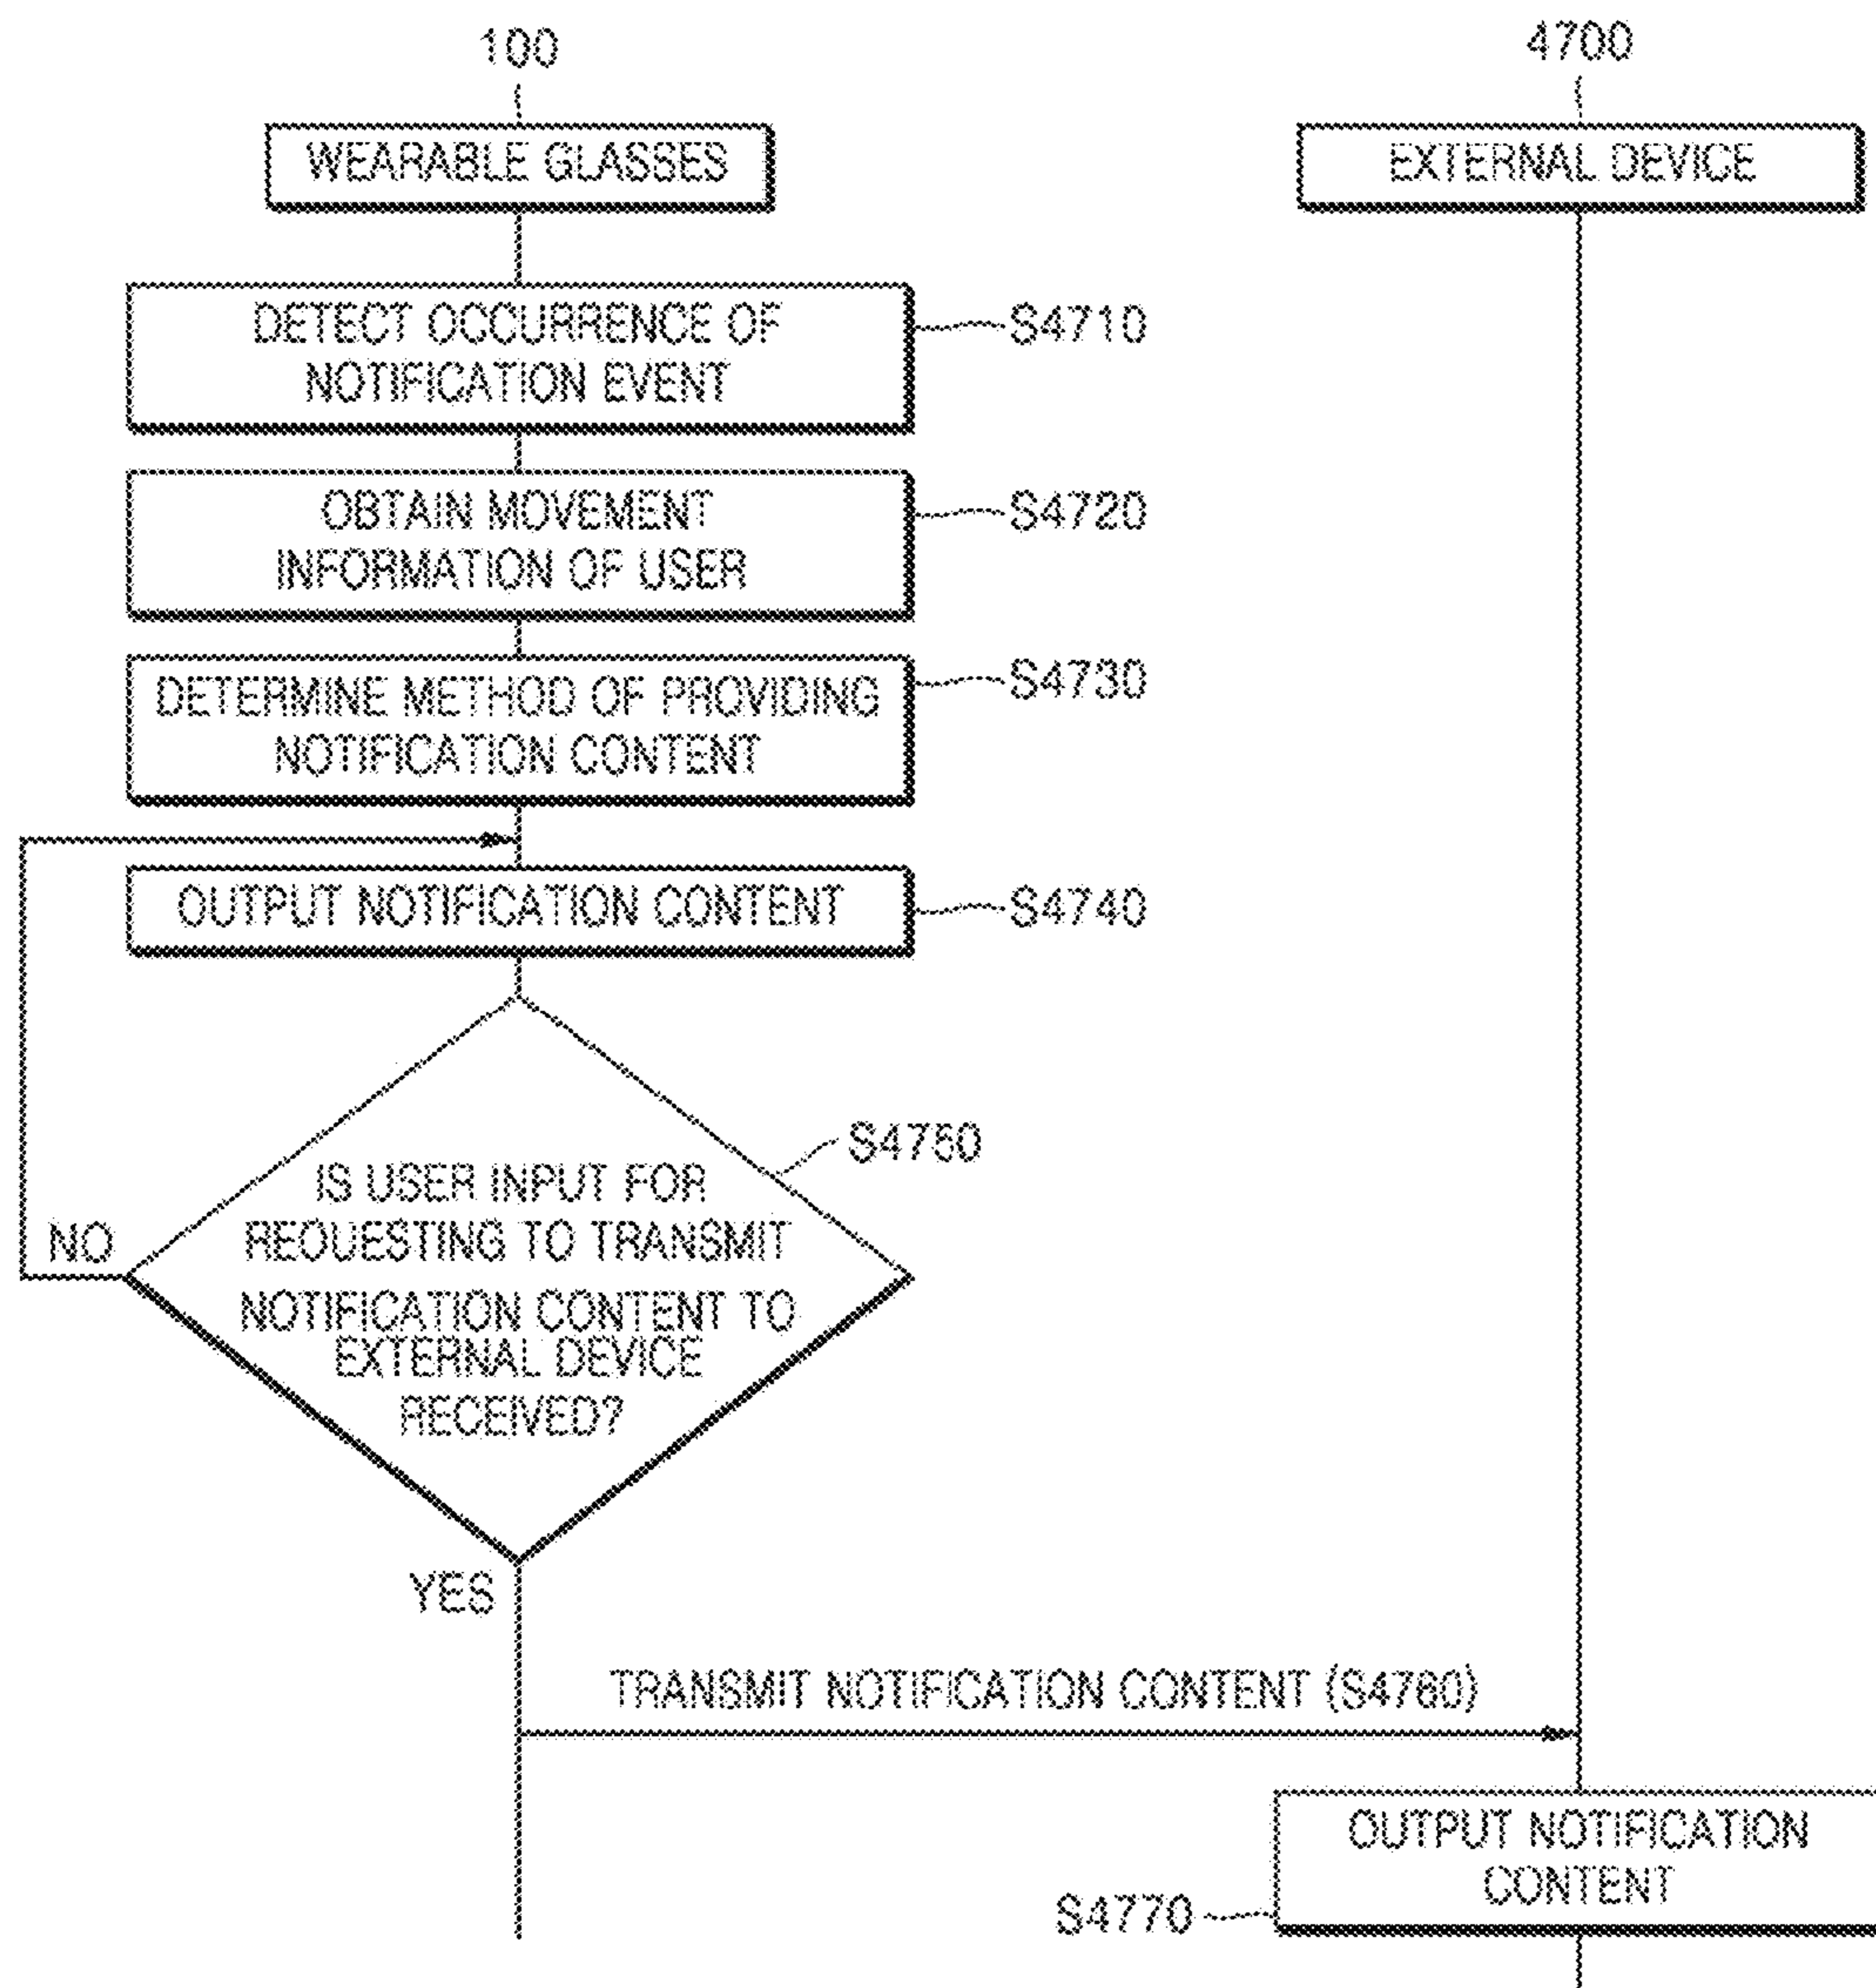 100
4700
WEARABLE GLASSES
EXTERNAL DEVICE
DETECT OCCURRENCE OF
NOTIFICATION EVENT
S4710
OBTAIN MOVEMENT
INFORMATION OF USER
S4720
DETERMINE METHOD OF PROVIDING
NOTIFICATION CONTENT
S4730
OUTPUT NOTIFICATION CONTENT
S4740
S4750
IS USER INPUT FOR
REQUESTING TO TRANSMIT
NOTIFICATION CONTENT TO
EXTERNAL DEVICE
RECEIVED?
NO
YES
TRANSMIT NOTIFICATION CONTENT (S4760)
OUTPUT NOTIFICATION
CONTENT
S4770